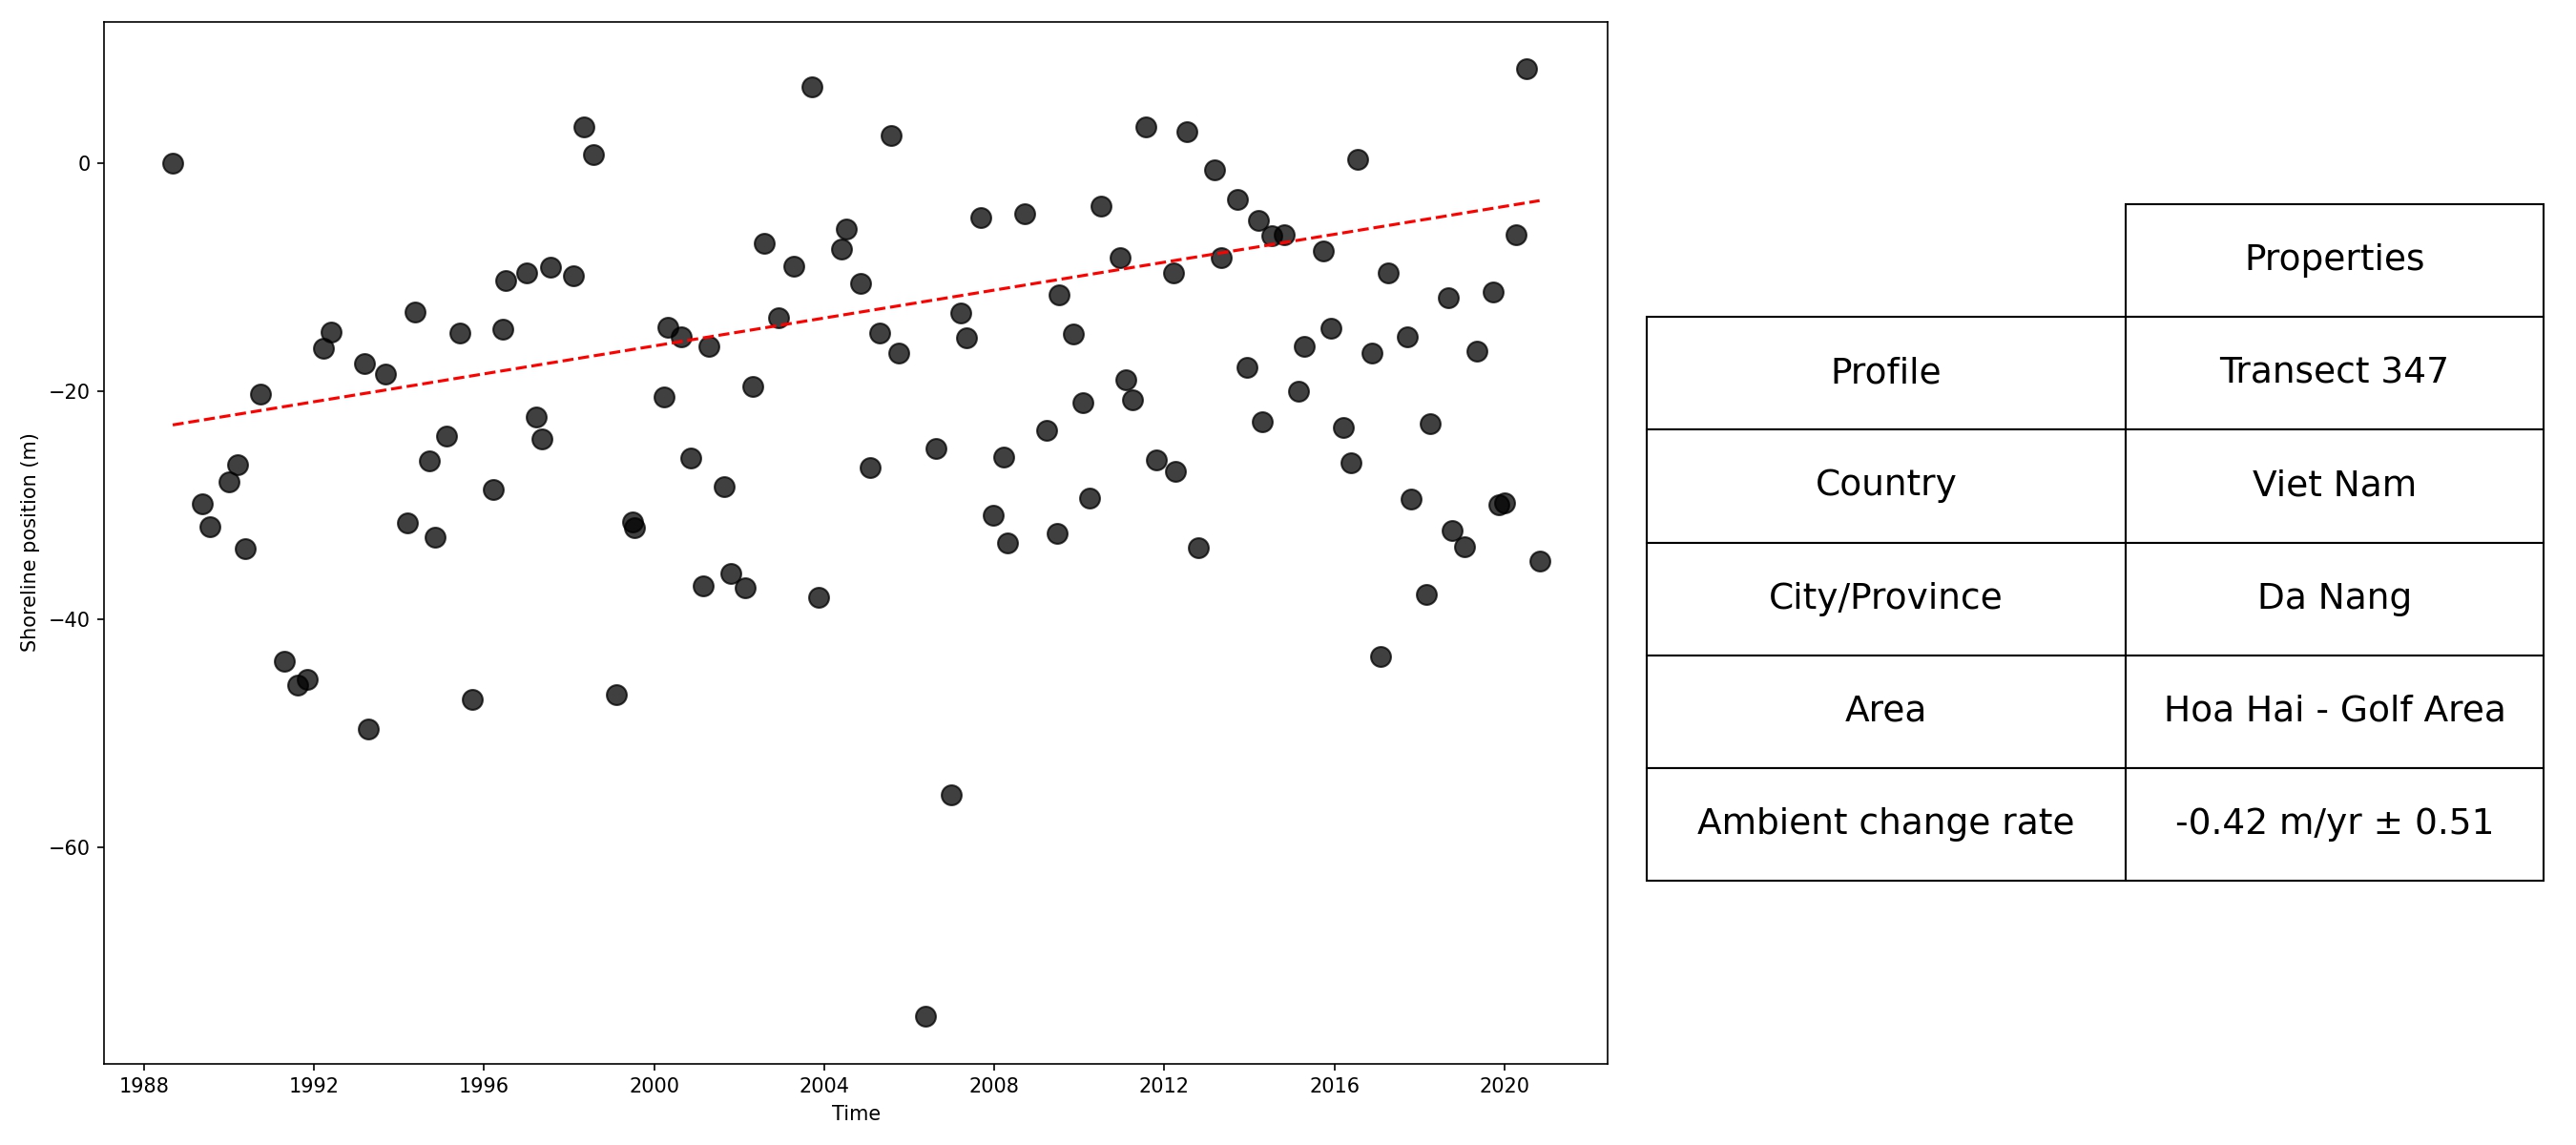 0
−20
−40
−60
Shoreline position (m)
1988 1992 1996 2000 2004 2008 2012 2016 2020
Time
Properties
Profile Transect 347
Country Viet Nam
City/Province Da Nang
Area Hoa Hai - Golf Area
Ambient change rate -0.42 m/yr ± 0.51